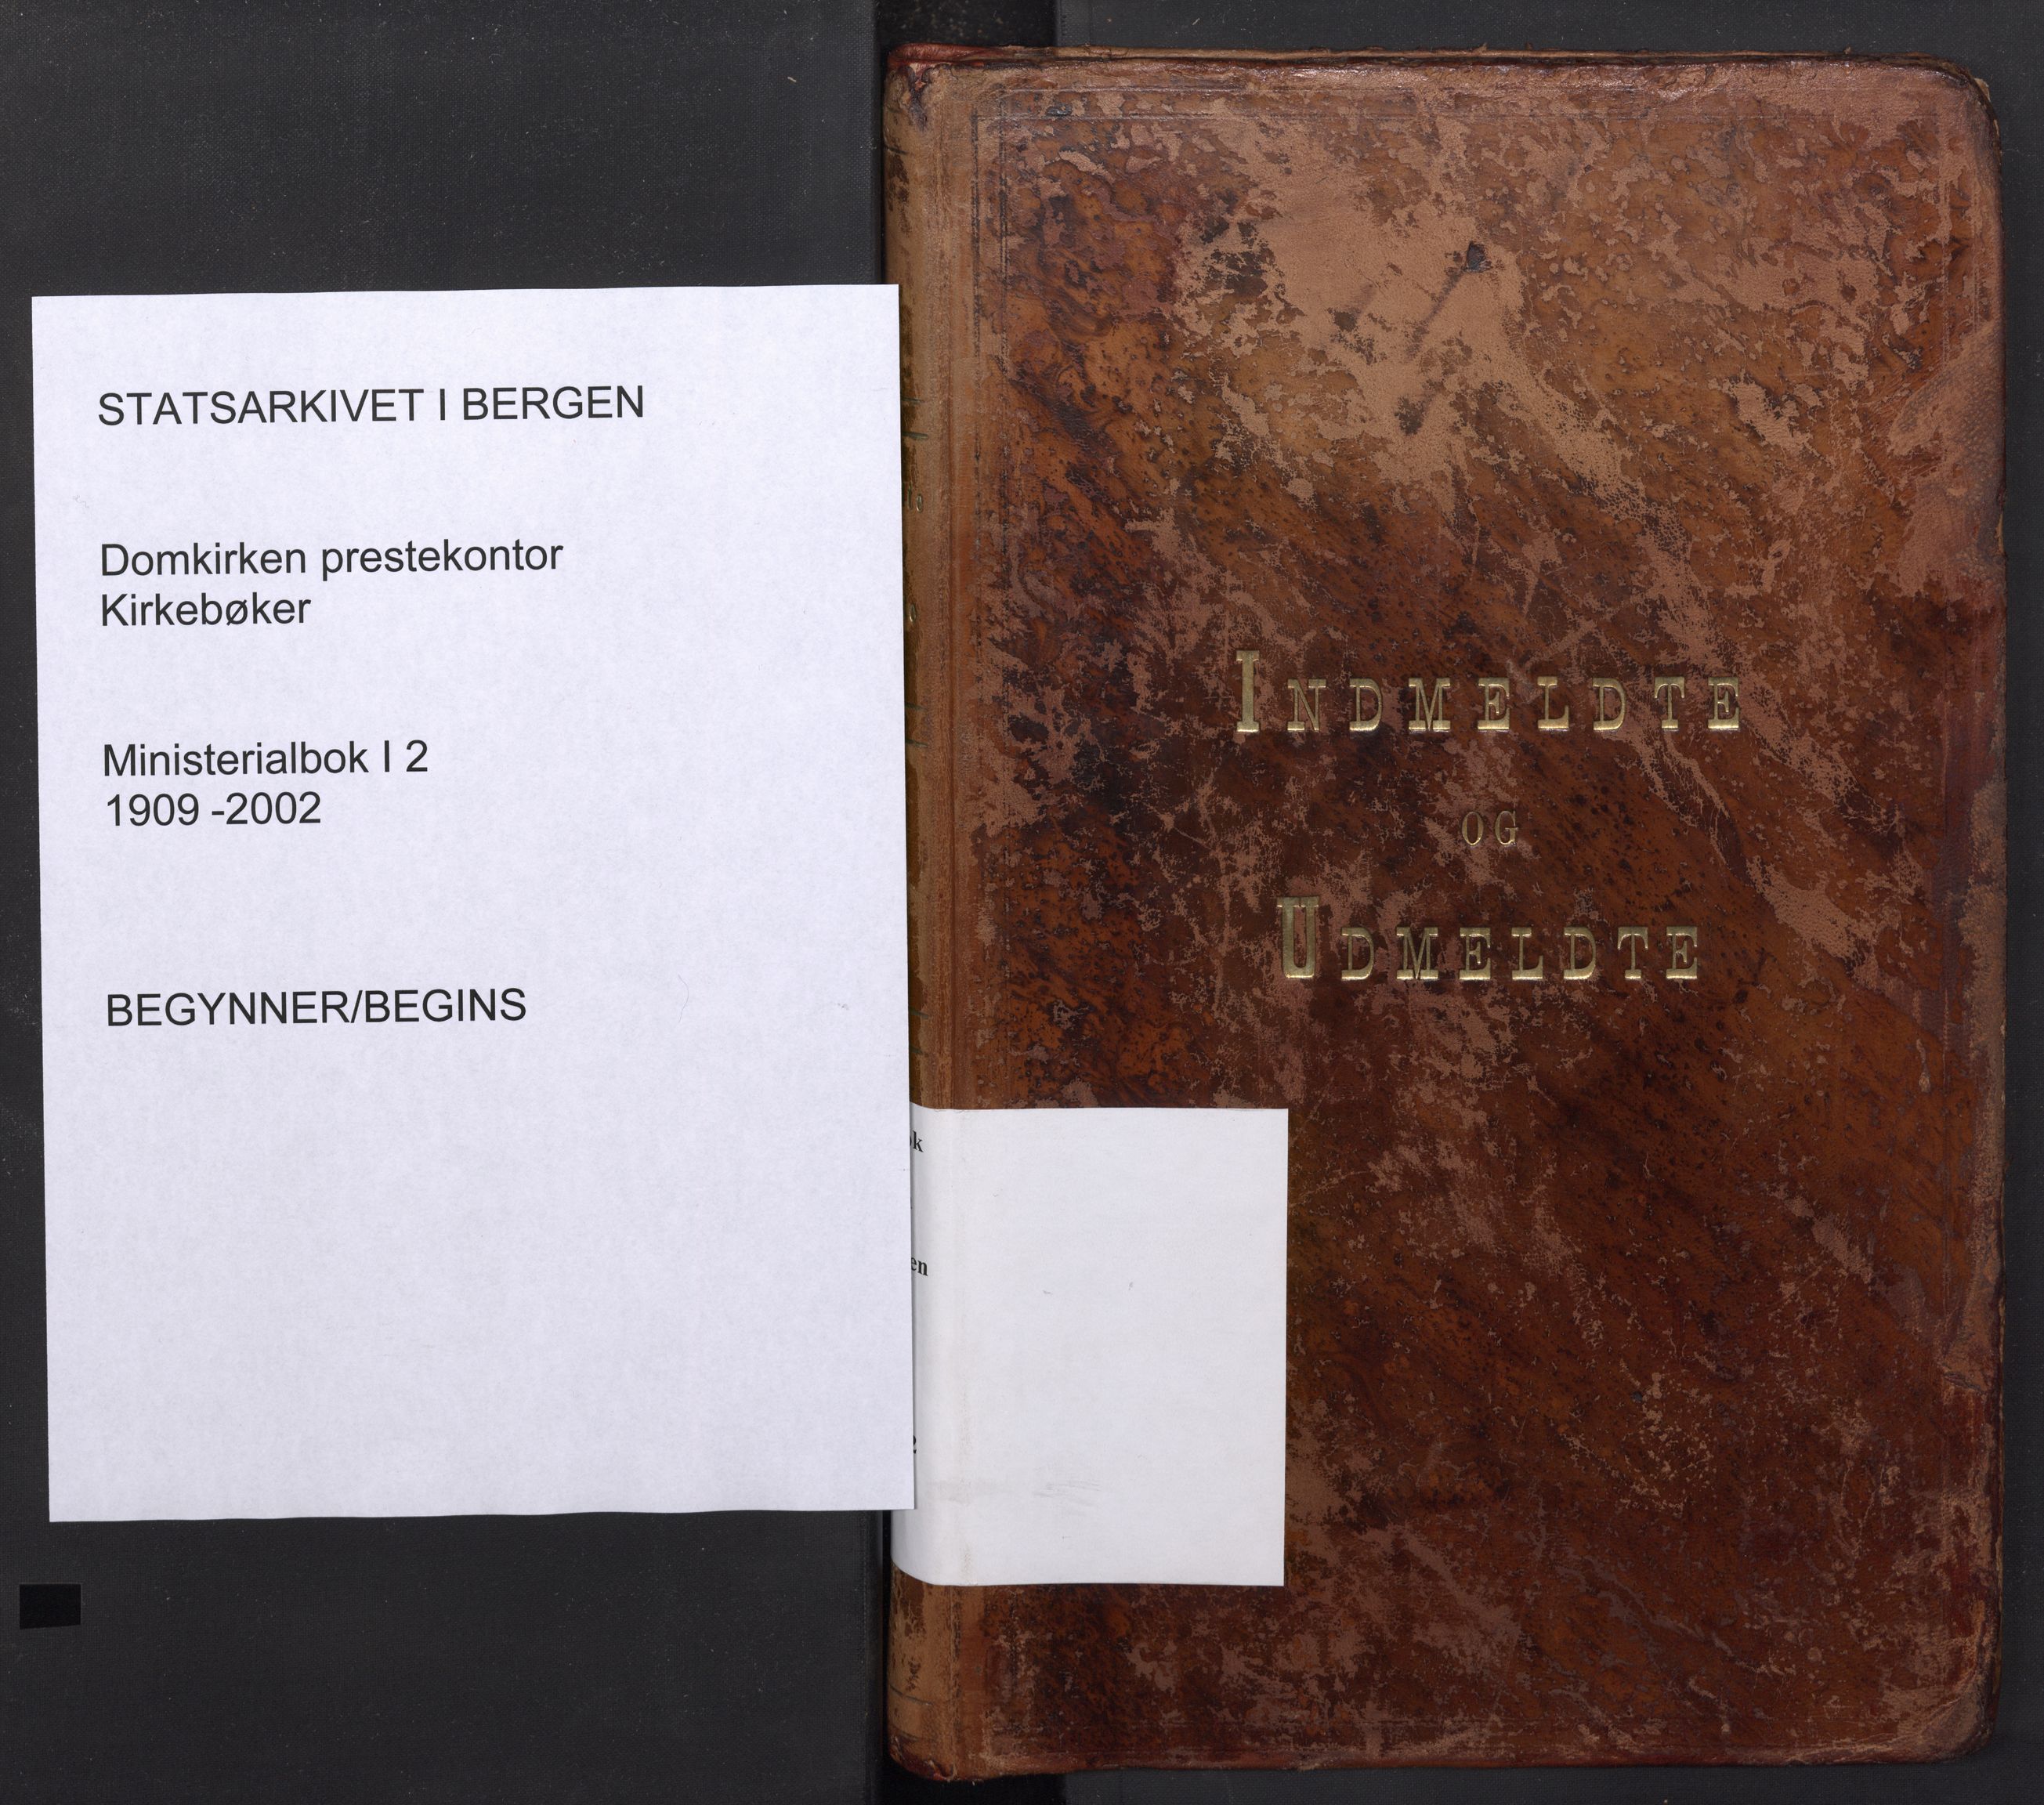 STATSARKIVET I BERGEN
Domkirken prestekontor
Kirkebøker
Ministerialbok I 2
1909 -2002
BEGYNNER/BEGINS
INDMELDTE
OG
UDMELDTE